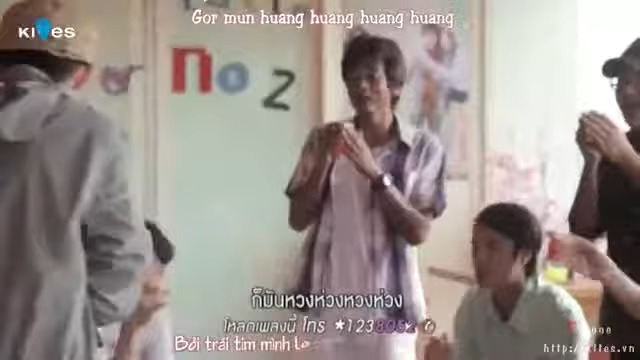 Gor mun huang huang huang huang
KITES
no 2
ก็มันหวงห่วงหวงห่วง
โหลดเพลงนี้ โทร *1238052
Bởi trái tim mình lo
http://kites.vn